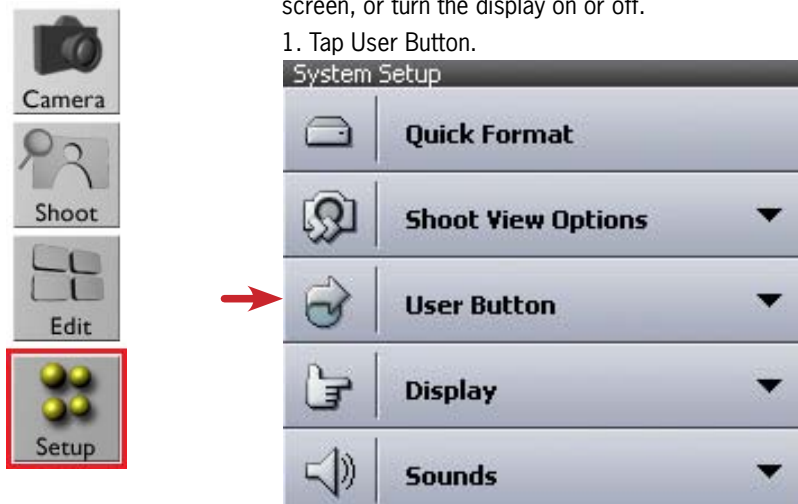 screen, or turn the display on or off.
1. Tap User Button.
Camera
Shoot
Edit
Setup
System Setup
Quick Format
Shoot View Options
User Button
Display
Sounds